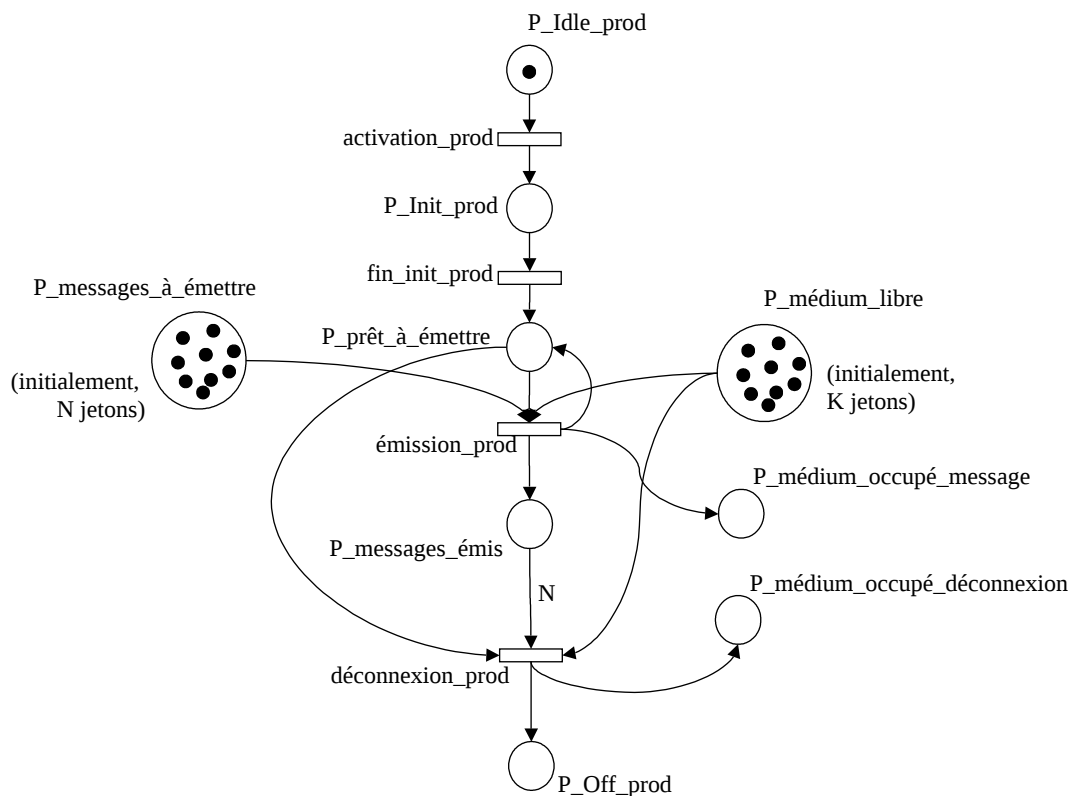 P_Idle_prod
activation_prod
P_Init_prod
fin_init_prod
P_messages_à_émettre
P_médium_libre
P_prêt_à_émettre
(initialement,
N jetons)
(initialement,
K jetons)
émission_prod
P_médium_occupé_message
P_messages_émis
P_médium_occupé_déconnexion
N
déconnexion_prod
P_Off_prod